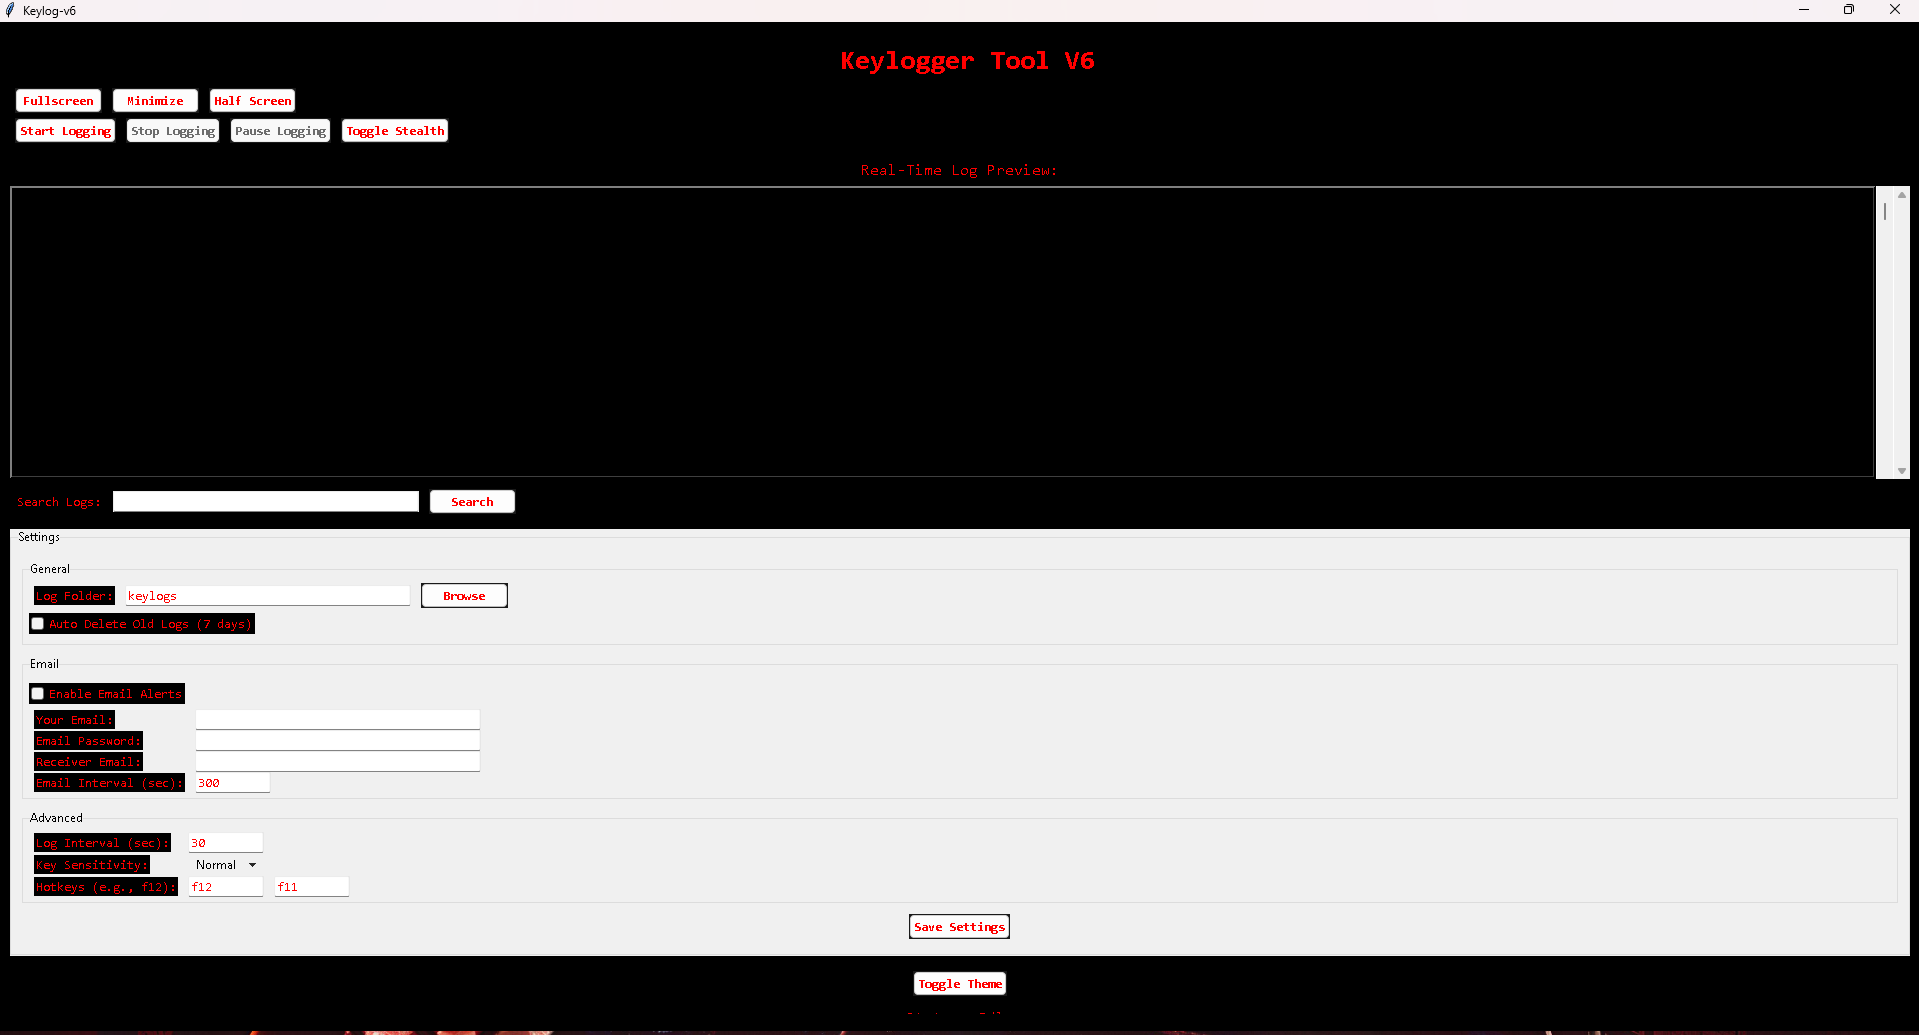 Keylog-v6
Keylogger Tool V6
Fullscreen Minimize Half Screen
Start Logging Stop Logging Pause Logging Toggle Stealth
Real-Time Log Preview:
Search Logs: Search
Settings
General
Log Folder: keylogs Browse
Auto Delete Old Logs (7 days)
Email
Enable Email Alerts
Your Email:
Email Password:
Receiver Email:
Email Interval (sec): 300
Advanced
Log Interval (sec): 30
Key Sensitivity: Normal
Hotkeys (e.g., f12): f12 f11
Save Settings
Toggle Theme